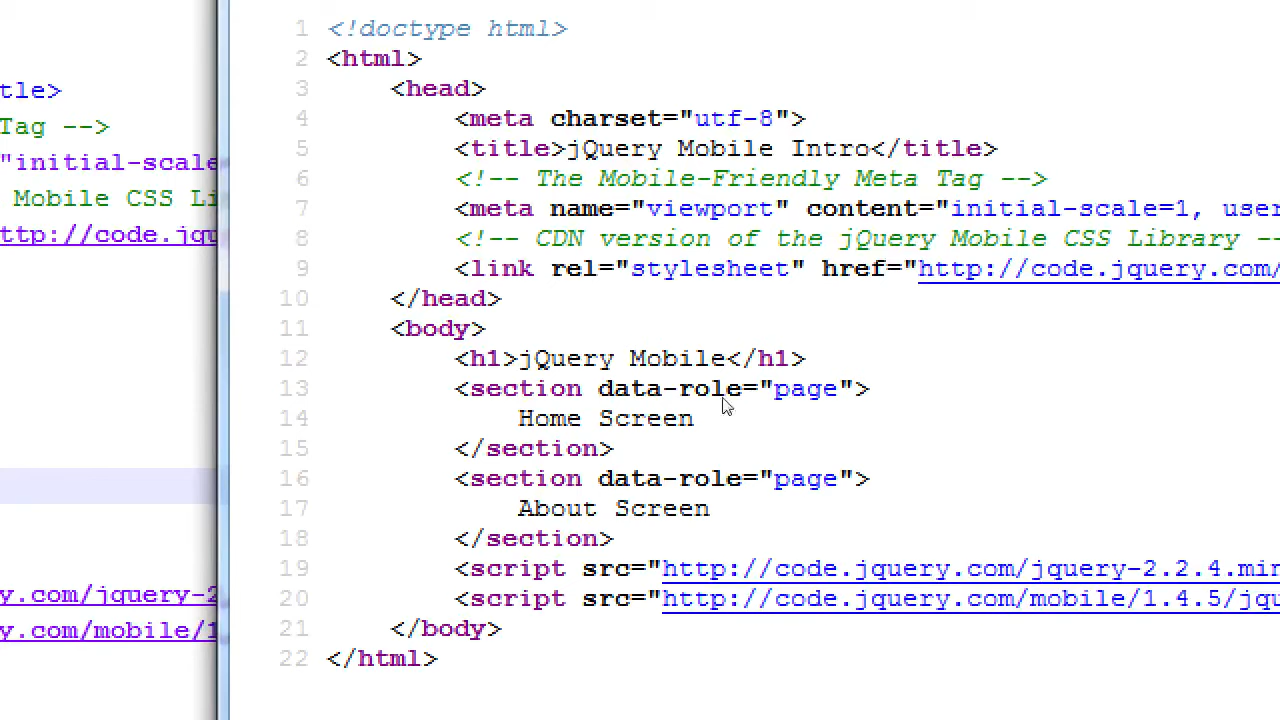 tle>
Tag -->
"initial-scale
Mobile CSS Li
ttp://code.jqu
y.com/jquery-2
y.com/mobile/1
1 <!doctype html>
2 <html>
3 <head>
4 <meta charset="utf-8">
5 <title>jQuery Mobile Intro</title>
6 <!-- The Mobile-Friendly Meta Tag -->
7 <meta name="viewport" content="initial-scale=1, user
8 <!-- CDN version of the jQuery Mobile CSS Library --
9 <link rel="stylesheet" href="http://code.jquery.com/
10 </head>
11 <body>
12 <h1>jQuery Mobile</h1>
13 <section data-role="page">
14 Home Screen
15 </section>
16 <section data-role="page">
17 About Screen
18 </section>
19 <script src="http://code.jquery.com/jquery-2.2.4.min
20 <script src="http://code.jquery.com/mobile/1.4.5/jqu
21 </body>
22 </html>